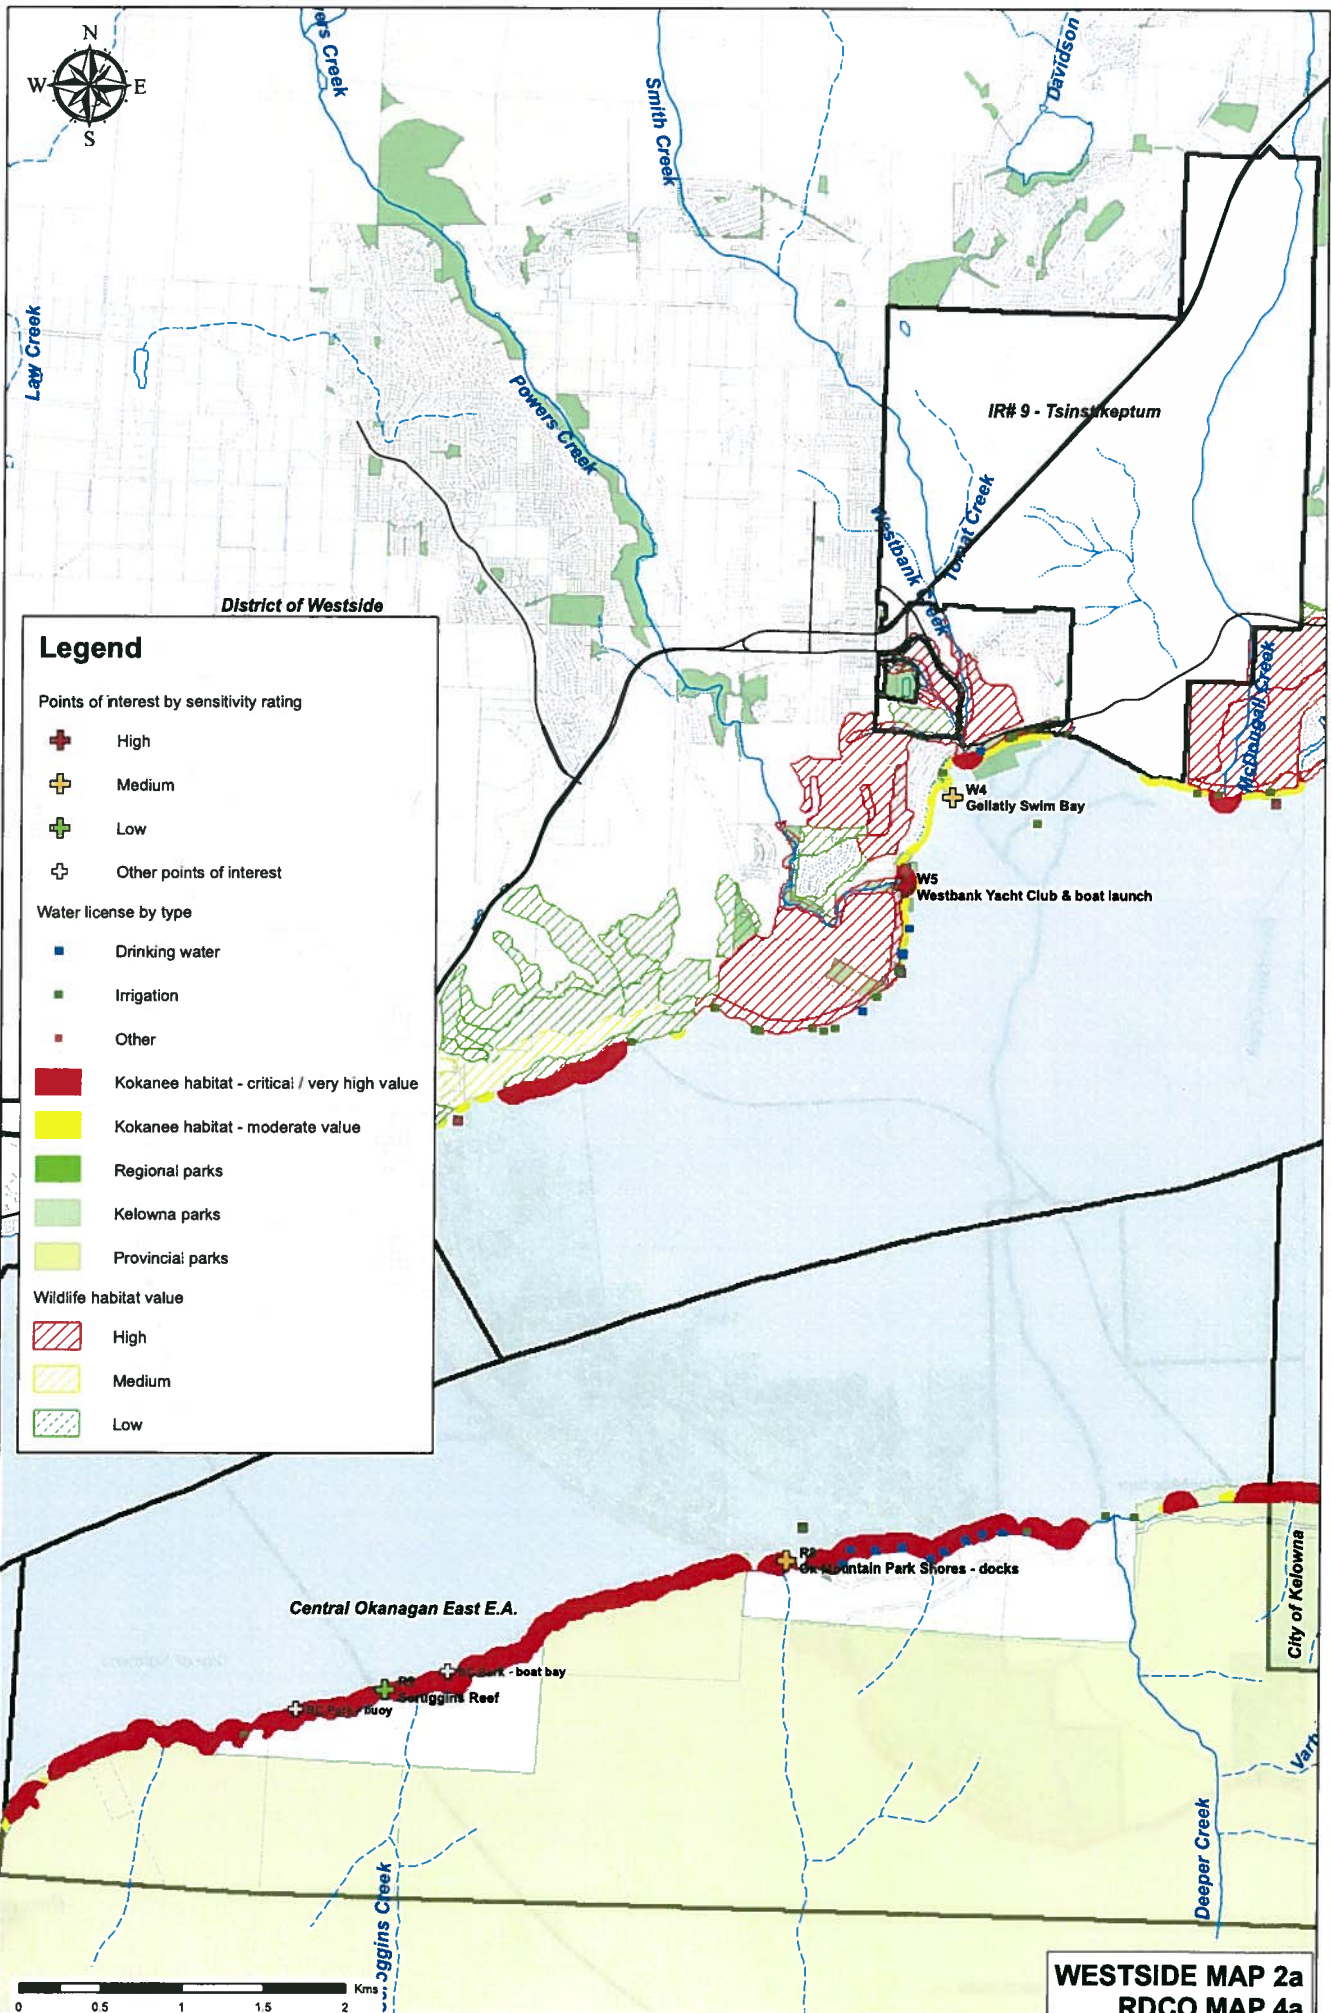 N
W E
S
ers Creek
Smith Creek
Davidson
Law Creek
Powers Creek
IR# 9 - Tsinstikeptum
Westbank Creek
Tomat Creek
McDougall Creek
District of Westside
Legend
Points of interest by sensitivity rating
High
Medium
Low
Other points of interest
Water license by type
Drinking water
Irrigation
Other
Kokanee habitat - critical / very high value
Kokanee habitat - moderate value
Regional parks
Kelowna parks
Provincial parks
Wildlife habitat value
High
Medium
Low
W4
Gellatly Swim Bay
W5
Westbank Yacht Club & boat launch
Mountain Park Shores - docks
Central Okanagan East E.A.
- boat bay
Scruggins Reef
buoy
City of Kelowna
Varh
Deeper Creek
oggins Creek
Kms
0 0.5 1 1.5 2
WESTSIDE MAP 2a
RDCO MAP 4a